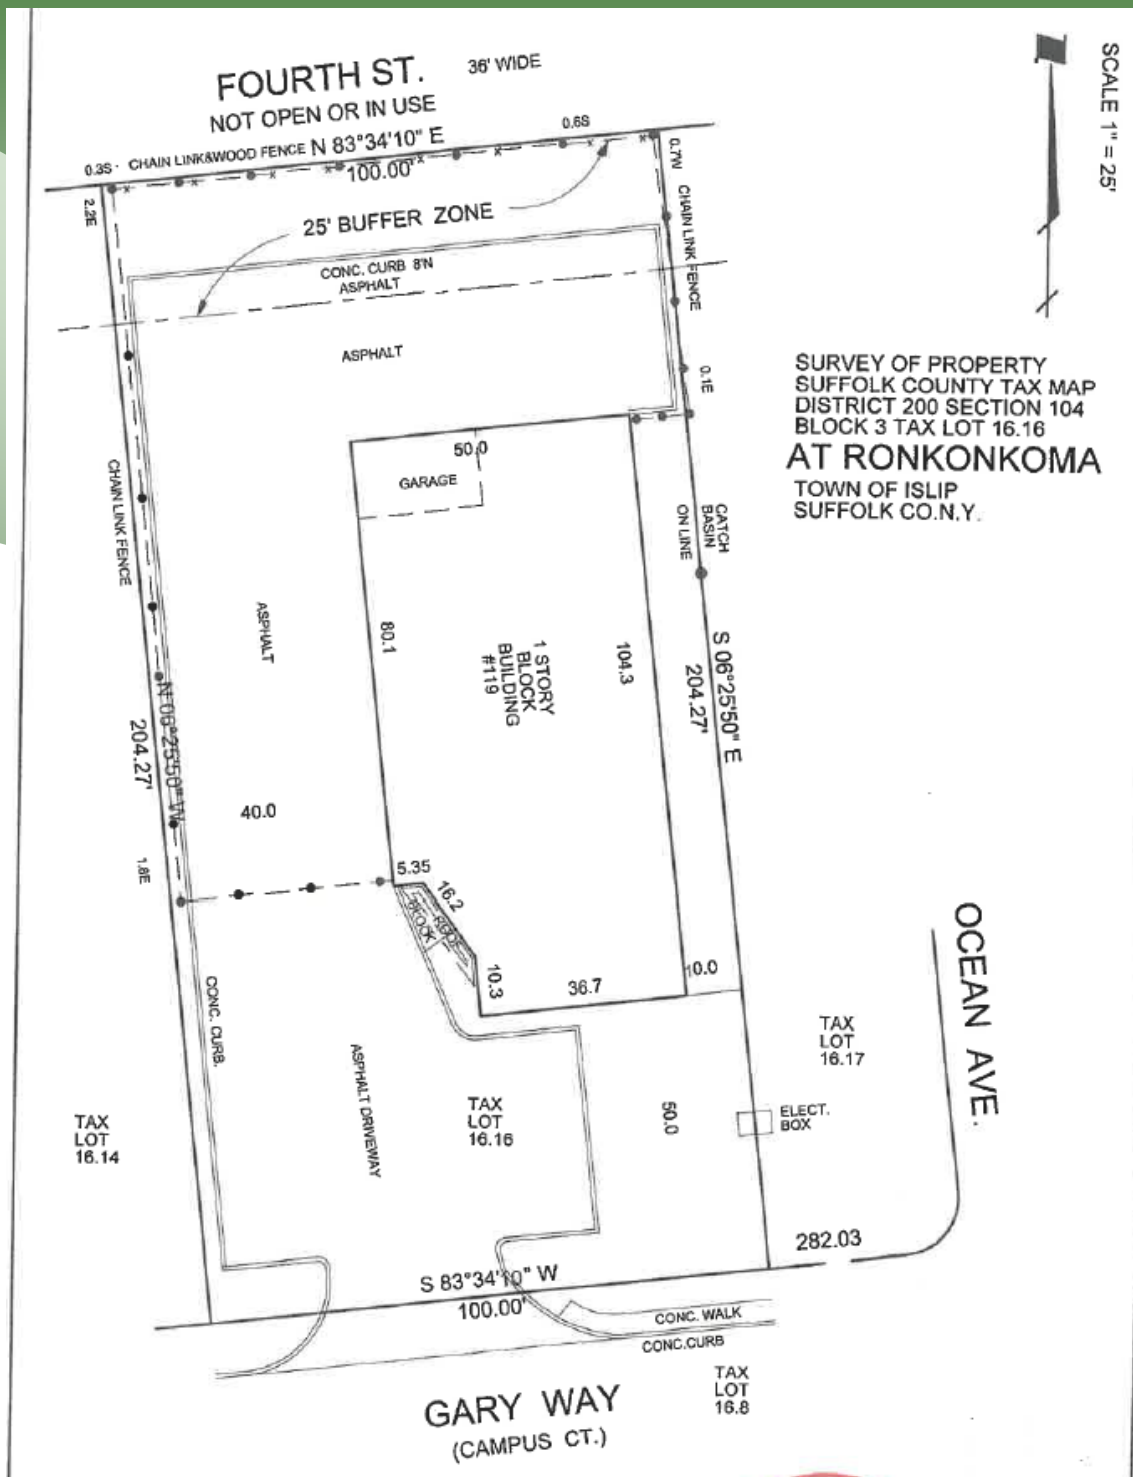 FOURTH ST.
36' WIDE
NOT OPEN OR IN USE
0.3S
CHAIN LINK&WOOD FENCE
N 83°34'10" E
0.6S
100.00'
0.7W
2.2E
25' BUFFER ZONE
CHAIN LINK FENCE
CONC. CURB 8'N
ASPHALT
ASPHALT
0.1E
SCALE 1" = 25'
SURVEY OF PROPERTY
SUFFOLK COUNTY TAX MAP
DISTRICT 200 SECTION 104
BLOCK 3 TAX LOT 16.16
AT RONKONKOMA
TOWN OF ISLIP
SUFFOLK CO.N.Y.
50.0
GARAGE
CHAIN LINK FENCE
CATCH
BASIN
ON LINE
ASPHALT
80.1
1 STORY
BLOCK
BUILDING
#119
104.3
S 06°25'50" E
204.27'
N 06°25'50" W
204.27'
40.0
1.8E
5.35
16.2
ROOF
BLOCK
10.3
36.7
10.0
CONC. CURB.
ASPHALT DRIVEWAY
TAX
LOT
16.14
TAX
LOT
16.16
50.0
TAX
LOT
16.17
ELECT.
BOX
OCEAN AVE.
282.03
S 83°34'10" W
100.00'
CONC. WALK
CONC.CURB
GARY WAY
(CAMPUS CT.)
TAX
LOT
16.8